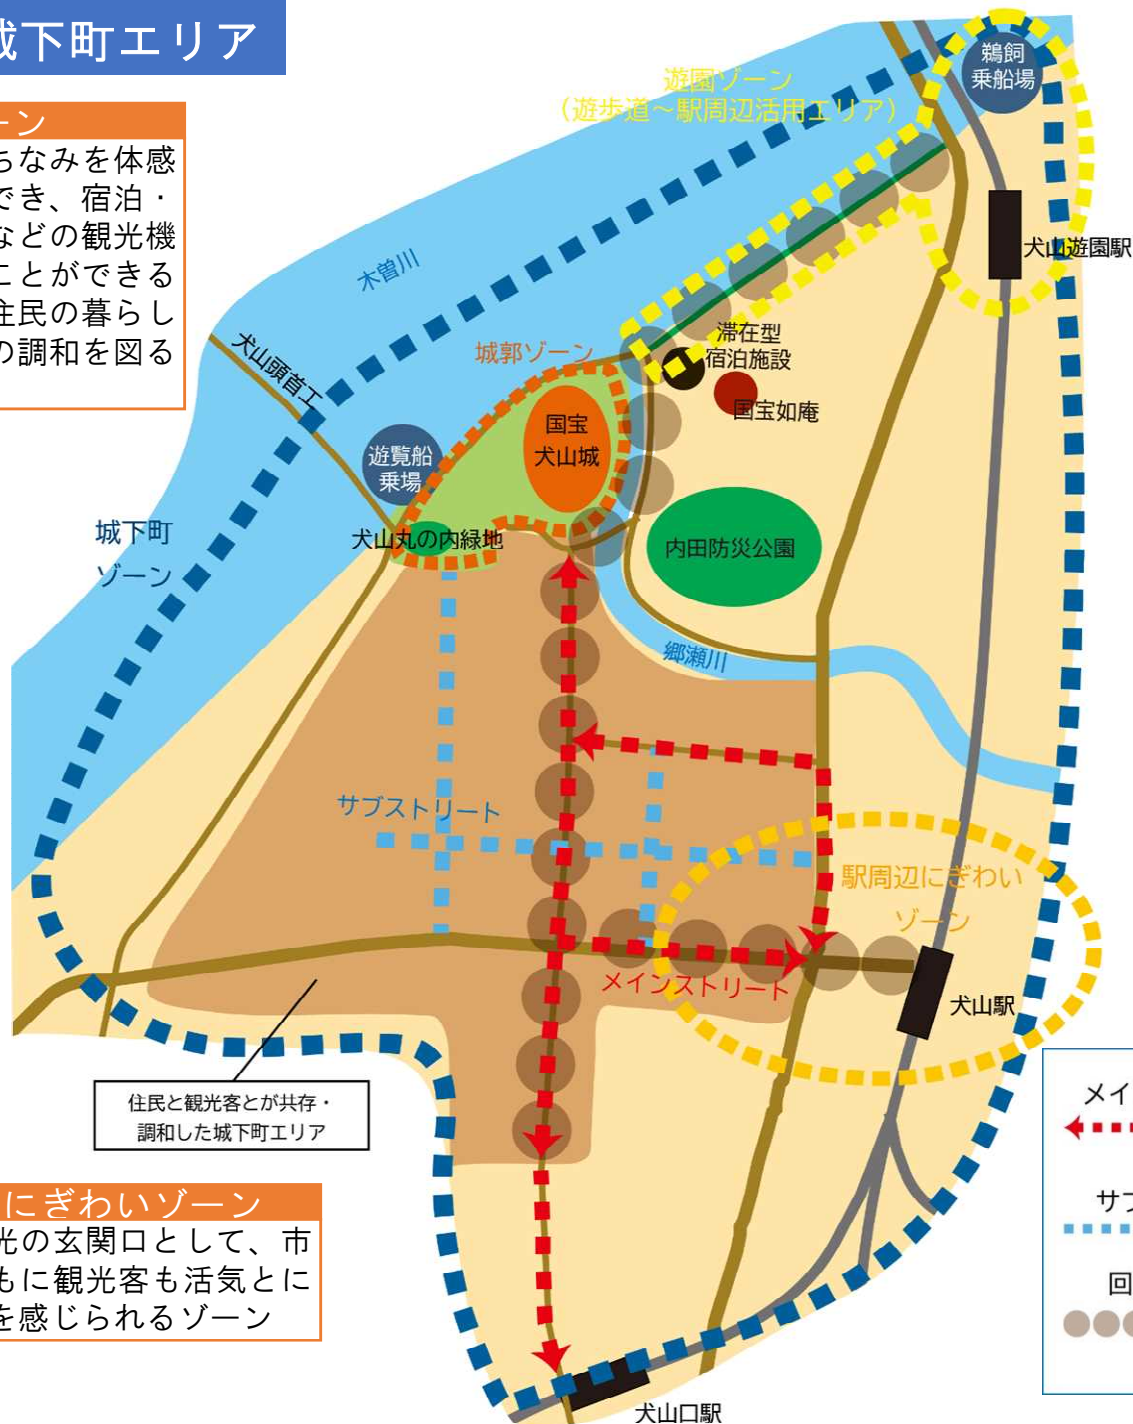 城下町エリア
ーン
ちなみを体感
でき、宿泊・
などの観光機
ことができる
住民の暮らし
の調和を図る
遊園ゾーン
（遊歩道～駅周辺活用エリア）
鵜飼
乗船場
犬山遊園駅
木曽川
犬山頭首工
城郭ゾーン
滞在型
宿泊施設
国宝如庵
国宝
犬山城
遊覧船
乗場
犬山丸の内緑地
内田防災公園
城下町
ゾーン
郷瀬川
サブストリート
駅周辺にぎわい
ゾーン
メインストリート
犬山駅
住民と観光客とが共存・
調和した城下町エリア
にぎわいゾーン
光の玄関口として、市
もに観光客も活気とに
を感じられるゾーン
メイ
サブ
回
犬山口駅